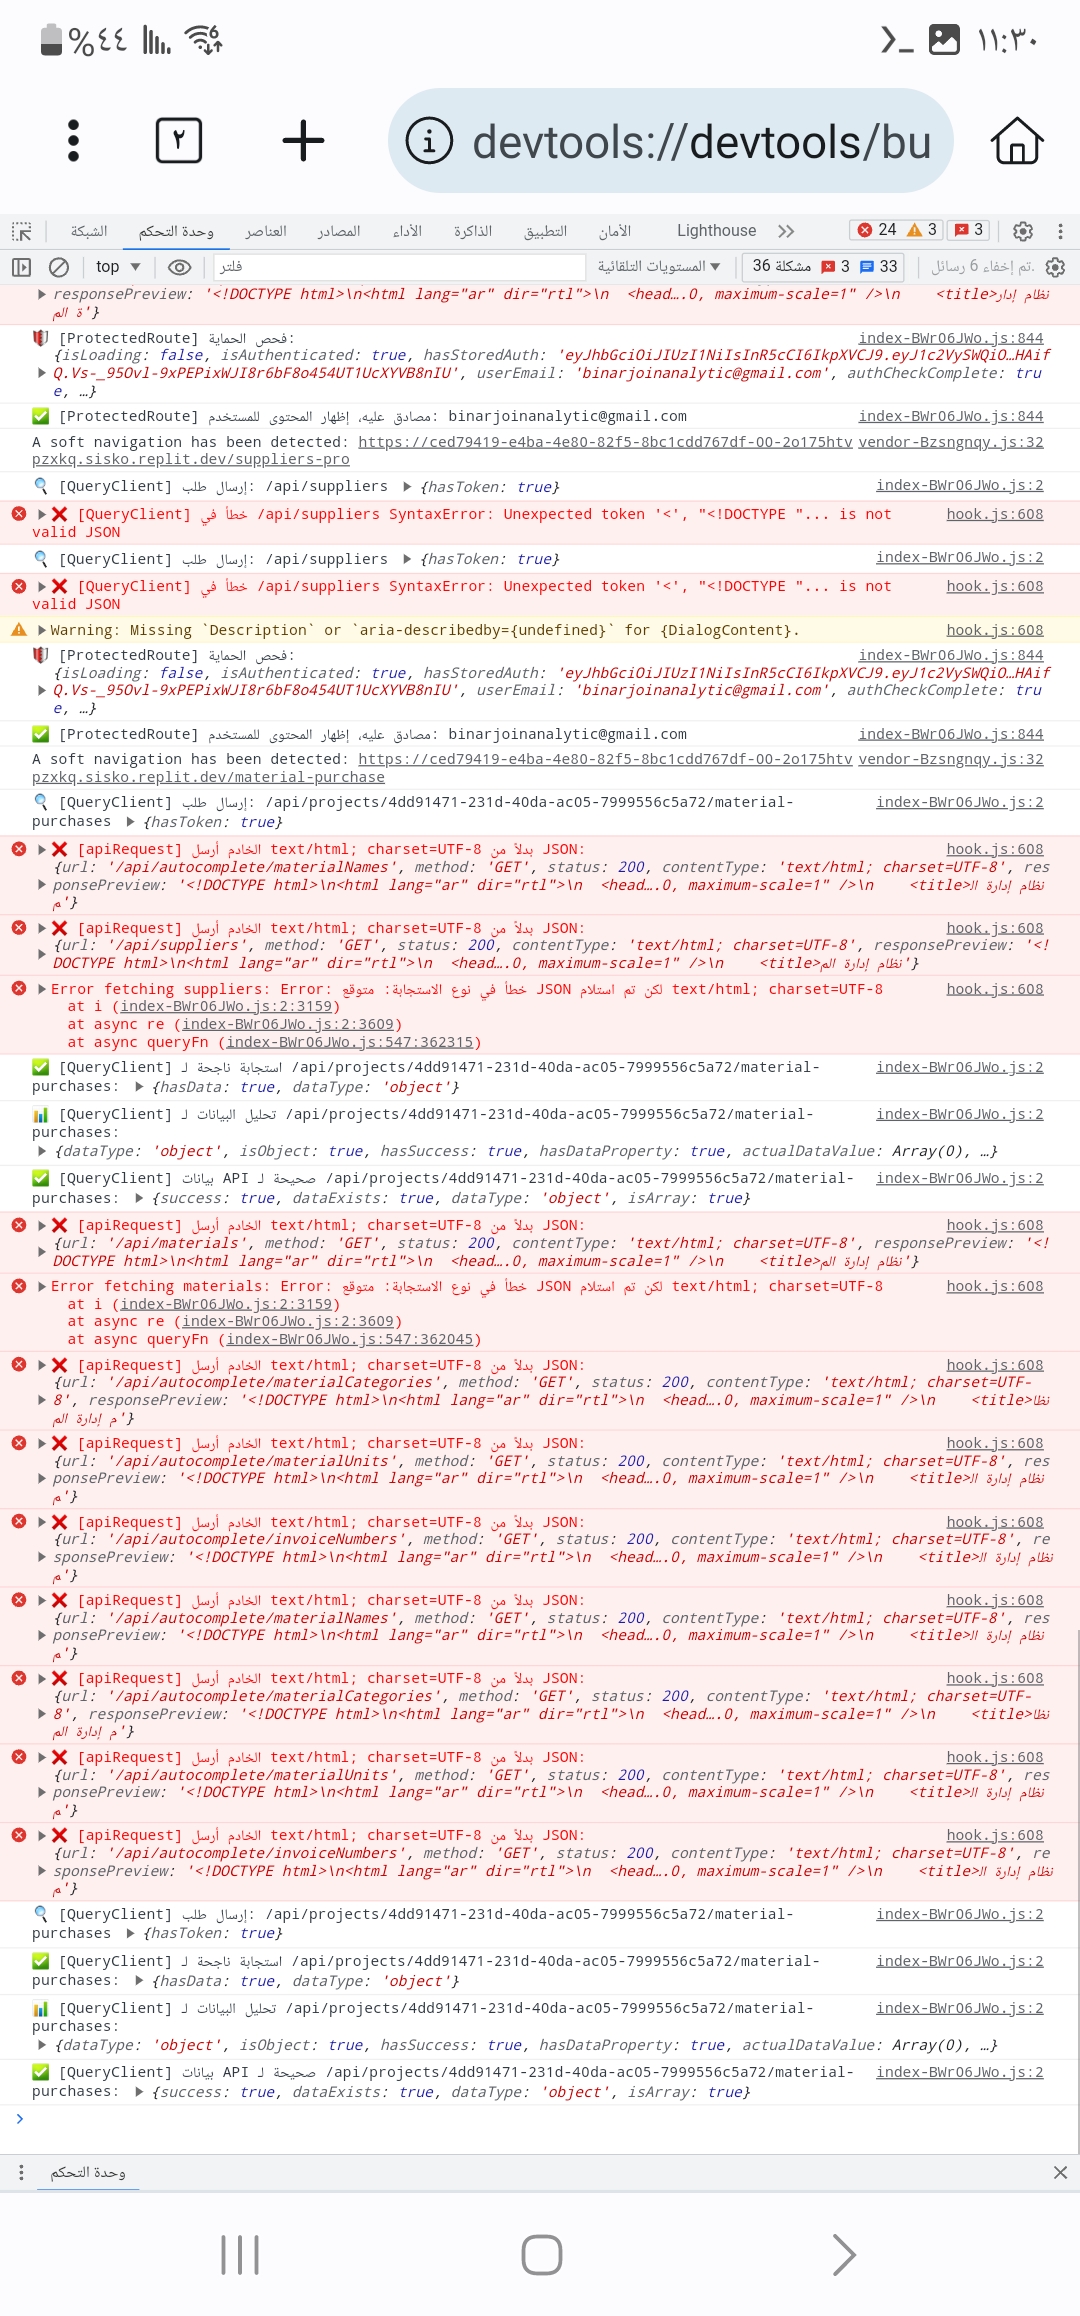 %٤٤ ١١:٣٠
٢ devtools://devtools/bu
الشبكة وحدة التحكم العناصر المصادر الأداء الذاكرة التطبيق الأمان Lighthouse 24 3 3
top فلتر المستويات التلقائية 36 مشكلة 3 33 تم إخفاء 6 رسائل.
responsePreview: '<!DOCTYPE html>\n<html lang="ar" dir="rtl">\n  <head….0, maximum-scale=1" />\n    <title>نظام إدار
ة الم'}
[ProtectedRoute] فحص الحماية: index-BWrO6JWo.js:844
{isLoading: false, isAuthenticated: true, hasStoredAuth: 'eyJhbGciOiJIUzI1NiIsInR5cCI6IkpXVCJ9.eyJ1c2VySWQiO…HAif
Q.Vs-_95Ovl-9xPEPixWJI8r6bF8o454UT1UcXYVB8nIU', userEmail: 'binarjoinanalytic@gmail.com', authCheckComplete: tru
e, …}
[ProtectedRoute] مصادق عليه، إظهار المحتوى للمستخدم: binarjoinanalytic@gmail.com index-BWrO6JWo.js:844
A soft navigation has been detected: https://ced79419-e4ba-4e80-82f5-8bc1cdd767df-00-2o175htv vendor-Bzsngnqy.js:32
pzxkq.sisko.replit.dev/suppliers-pro
[QueryClient] إرسال طلب: /api/suppliers {hasToken: true} index-BWrO6JWo.js:2
[QueryClient] خطأ في /api/suppliers SyntaxError: Unexpected token '<', "<!DOCTYPE "... is not hook.js:608
valid JSON
[QueryClient] إرسال طلب: /api/suppliers {hasToken: true} index-BWrO6JWo.js:2
[QueryClient] خطأ في /api/suppliers SyntaxError: Unexpected token '<', "<!DOCTYPE "... is not hook.js:608
valid JSON
Warning: Missing `Description` or `aria-describedby={undefined}` for {DialogContent}. hook.js:608
[ProtectedRoute] فحص الحماية: index-BWrO6JWo.js:844
{isLoading: false, isAuthenticated: true, hasStoredAuth: 'eyJhbGciOiJIUzI1NiIsInR5cCI6IkpXVCJ9.eyJ1c2VySWQiO…HAif
Q.Vs-_95Ovl-9xPEPixWJI8r6bF8o454UT1UcXYVB8nIU', userEmail: 'binarjoinanalytic@gmail.com', authCheckComplete: tru
e, …}
[ProtectedRoute] مصادق عليه، إظهار المحتوى للمستخدم: binarjoinanalytic@gmail.com index-BWrO6JWo.js:844
A soft navigation has been detected: https://ced79419-e4ba-4e80-82f5-8bc1cdd767df-00-2o175htv vendor-Bzsngnqy.js:32
pzxkq.sisko.replit.dev/material-purchase
[QueryClient] إرسال طلب: /api/projects/4dd91471-231d-40da-ac05-7999556c5a72/material- index-BWrO6JWo.js:2
purchases {hasToken: true}
[apiRequest] الخادم أرسل text/html; charset=UTF-8 بدلاً من JSON: hook.js:608
{url: '/api/autocomplete/materialNames', method: 'GET', status: 200, contentType: 'text/html; charset=UTF-8', res
ponsePreview: '<!DOCTYPE html>\n<html lang="ar" dir="rtl">\n  <head….0, maximum-scale=1" />\n    <title>نظام إدارة ال
م'}
[apiRequest] الخادم أرسل text/html; charset=UTF-8 بدلاً من JSON: hook.js:608
{url: '/api/suppliers', method: 'GET', status: 200, contentType: 'text/html; charset=UTF-8', responsePreview: '<!
DOCTYPE html>\n<html lang="ar" dir="rtl">\n  <head….0, maximum-scale=1" />\n    <title>نظام إدارة الم'}
Error fetching suppliers: Error: خطأ في نوع الاستجابة: متوقع JSON لكن تم استلام text/html; charset=UTF-8 hook.js:608
at i (index-BWrO6JWo.js:2:3159)
at async re (index-BWrO6JWo.js:2:3609)
at async queryFn (index-BWrO6JWo.js:547:362315)
[QueryClient] استجابة ناجحة لـ /api/projects/4dd91471-231d-40da-ac05-7999556c5a72/material- index-BWrO6JWo.js:2
purchases: {hasData: true, dataType: 'object'}
[QueryClient] تحليل البيانات لـ /api/projects/4dd91471-231d-40da-ac05-7999556c5a72/material- index-BWrO6JWo.js:2
purchases:
{dataType: 'object', isObject: true, hasSuccess: true, hasDataProperty: true, actualDataValue: Array(0), …}
[QueryClient] بيانات API صحيحة لـ /api/projects/4dd91471-231d-40da-ac05-7999556c5a72/material- index-BWrO6JWo.js:2
purchases: {success: true, dataExists: true, dataType: 'object', isArray: true}
[apiRequest] الخادم أرسل text/html; charset=UTF-8 بدلاً من JSON: hook.js:608
{url: '/api/materials', method: 'GET', status: 200, contentType: 'text/html; charset=UTF-8', responsePreview: '<!
DOCTYPE html>\n<html lang="ar" dir="rtl">\n  <head….0, maximum-scale=1" />\n    <title>نظام إدارة الم'}
Error fetching materials: Error: خطأ في نوع الاستجابة: متوقع JSON لكن تم استلام text/html; charset=UTF-8 hook.js:608
at i (index-BWrO6JWo.js:2:3159)
at async re (index-BWrO6JWo.js:2:3609)
at async queryFn (index-BWrO6JWo.js:547:362045)
[apiRequest] الخادم أرسل text/html; charset=UTF-8 بدلاً من JSON: hook.js:608
{url: '/api/autocomplete/materialCategories', method: 'GET', status: 200, contentType: 'text/html; charset=UTF-
8', responsePreview: '<!DOCTYPE html>\n<html lang="ar" dir="rtl">\n  <head….0, maximum-scale=1" />\n    <title>نظا
م إدارة الم'}
[apiRequest] الخادم أرسل text/html; charset=UTF-8 بدلاً من JSON: hook.js:608
{url: '/api/autocomplete/materialUnits', method: 'GET', status: 200, contentType: 'text/html; charset=UTF-8', res
ponsePreview: '<!DOCTYPE html>\n<html lang="ar" dir="rtl">\n  <head….0, maximum-scale=1" />\n    <title>نظام إدارة ال
م'}
[apiRequest] الخادم أرسل text/html; charset=UTF-8 بدلاً من JSON: hook.js:608
{url: '/api/autocomplete/invoiceNumbers', method: 'GET', status: 200, contentType: 'text/html; charset=UTF-8', re
sponsePreview: '<!DOCTYPE html>\n<html lang="ar" dir="rtl">\n  <head….0, maximum-scale=1" />\n    <title>نظام إدارة ال
م'}
[apiRequest] الخادم أرسل text/html; charset=UTF-8 بدلاً من JSON: hook.js:608
{url: '/api/autocomplete/materialNames', method: 'GET', status: 200, contentType: 'text/html; charset=UTF-8', res
ponsePreview: '<!DOCTYPE html>\n<html lang="ar" dir="rtl">\n  <head….0, maximum-scale=1" />\n    <title>نظام إدارة ال
م'}
[apiRequest] الخادم أرسل text/html; charset=UTF-8 بدلاً من JSON: hook.js:608
{url: '/api/autocomplete/materialCategories', method: 'GET', status: 200, contentType: 'text/html; charset=UTF-
8', responsePreview: '<!DOCTYPE html>\n<html lang="ar" dir="rtl">\n  <head….0, maximum-scale=1" />\n    <title>نظا
م إدارة الم'}
[apiRequest] الخادم أرسل text/html; charset=UTF-8 بدلاً من JSON: hook.js:608
{url: '/api/autocomplete/materialUnits', method: 'GET', status: 200, contentType: 'text/html; charset=UTF-8', res
ponsePreview: '<!DOCTYPE html>\n<html lang="ar" dir="rtl">\n  <head….0, maximum-scale=1" />\n    <title>نظام إدارة ال
م'}
[apiRequest] الخادم أرسل text/html; charset=UTF-8 بدلاً من JSON: hook.js:608
{url: '/api/autocomplete/invoiceNumbers', method: 'GET', status: 200, contentType: 'text/html; charset=UTF-8', re
sponsePreview: '<!DOCTYPE html>\n<html lang="ar" dir="rtl">\n  <head….0, maximum-scale=1" />\n    <title>نظام إدارة ال
م'}
[QueryClient] إرسال طلب: /api/projects/4dd91471-231d-40da-ac05-7999556c5a72/material- index-BWrO6JWo.js:2
purchases {hasToken: true}
[QueryClient] استجابة ناجحة لـ /api/projects/4dd91471-231d-40da-ac05-7999556c5a72/material- index-BWrO6JWo.js:2
purchases: {hasData: true, dataType: 'object'}
[QueryClient] تحليل البيانات لـ /api/projects/4dd91471-231d-40da-ac05-7999556c5a72/material- index-BWrO6JWo.js:2
purchases:
{dataType: 'object', isObject: true, hasSuccess: true, hasDataProperty: true, actualDataValue: Array(0), …}
[QueryClient] بيانات API صحيحة لـ /api/projects/4dd91471-231d-40da-ac05-7999556c5a72/material- index-BWrO6JWo.js:2
purchases: {success: true, dataExists: true, dataType: 'object', isArray: true}
وحدة التحكم